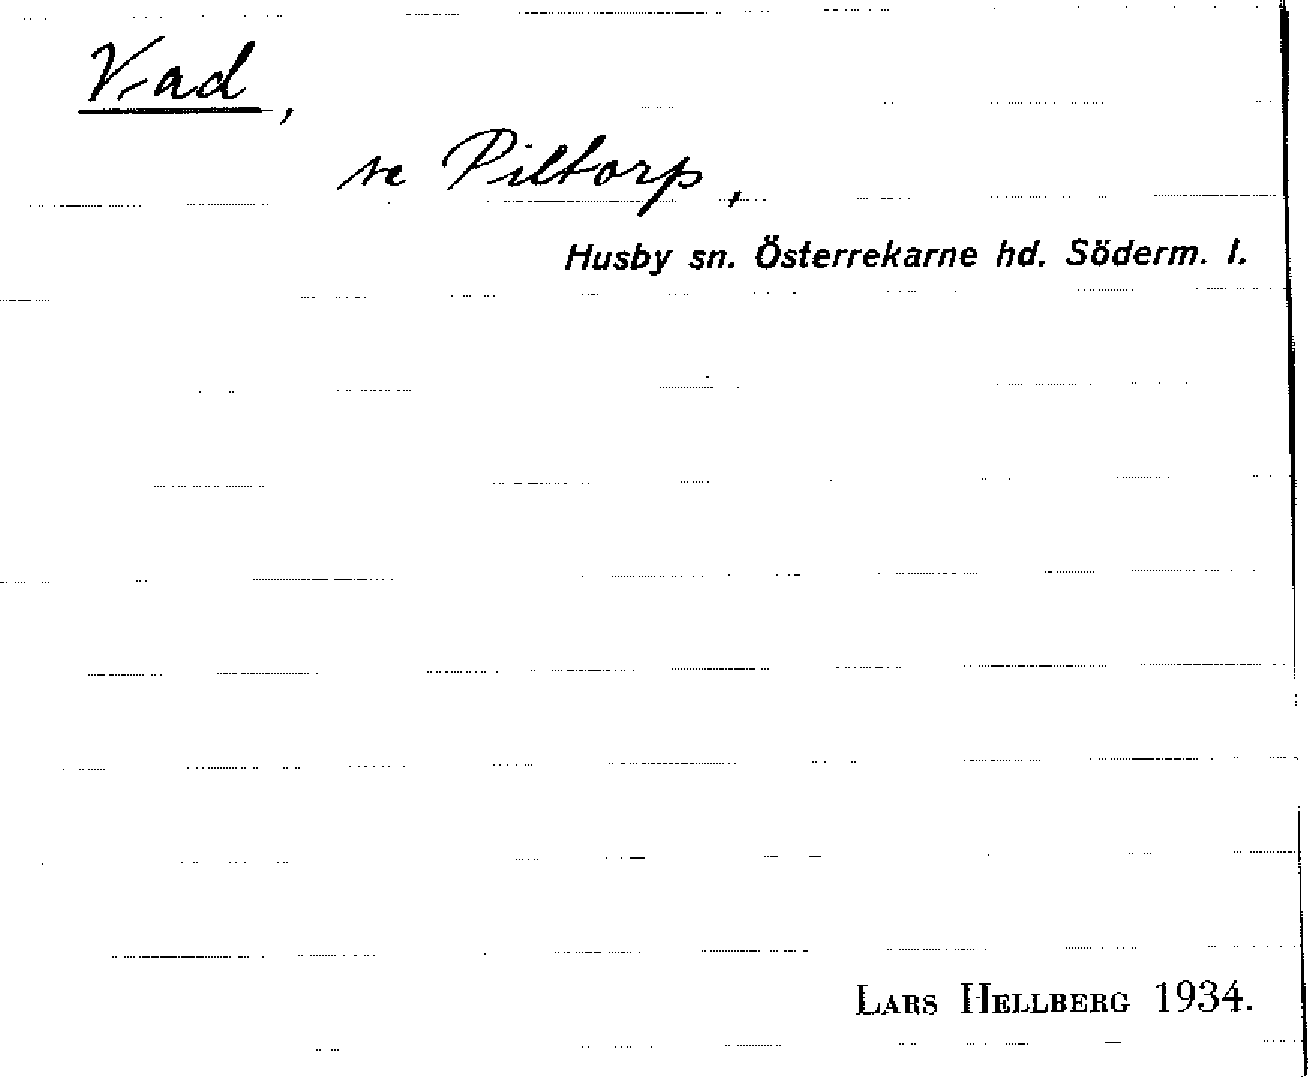 Vad,
se Piltorp,
Husby sn. Österrekarne hd. Söderm. l.
LARS HELLBERG 1934.